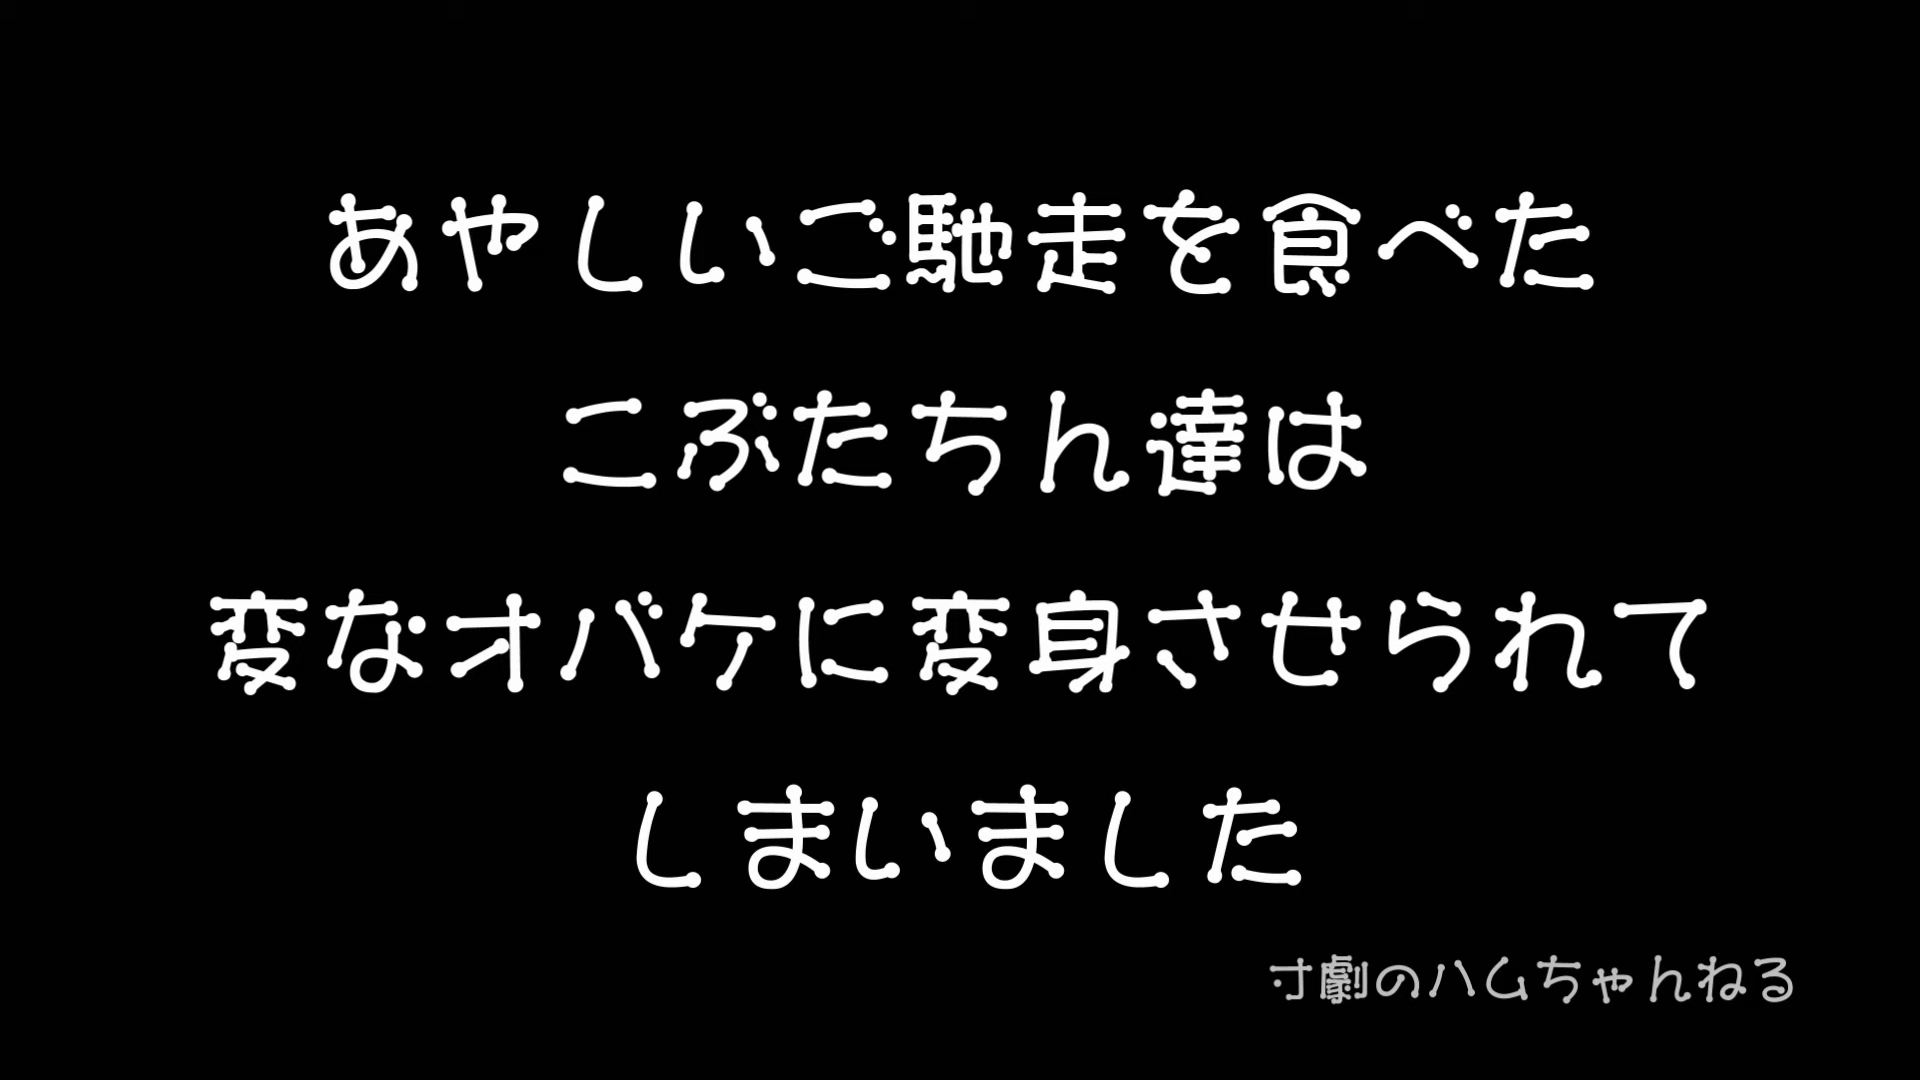 あやしいご馳走を食べた
こぶたちん達は
変なオバケに変身させられて
しまいました
寸劇のハムちゃんねる